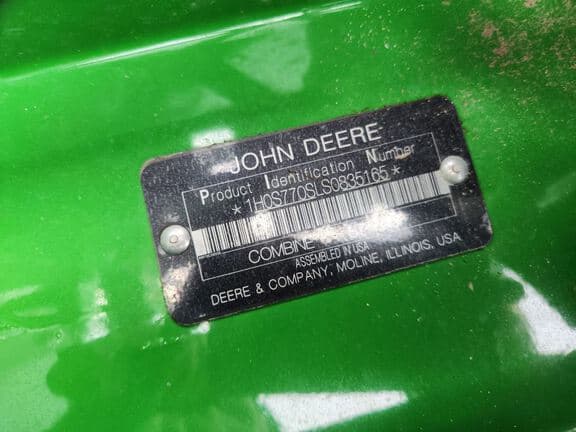 JOHN DEERE
Product Identification Number
*1H0S770SLS0835165*
COMBINE
ASSEMBLED IN USA
DEERE & COMPANY, MOLINE, ILLINOIS, USA